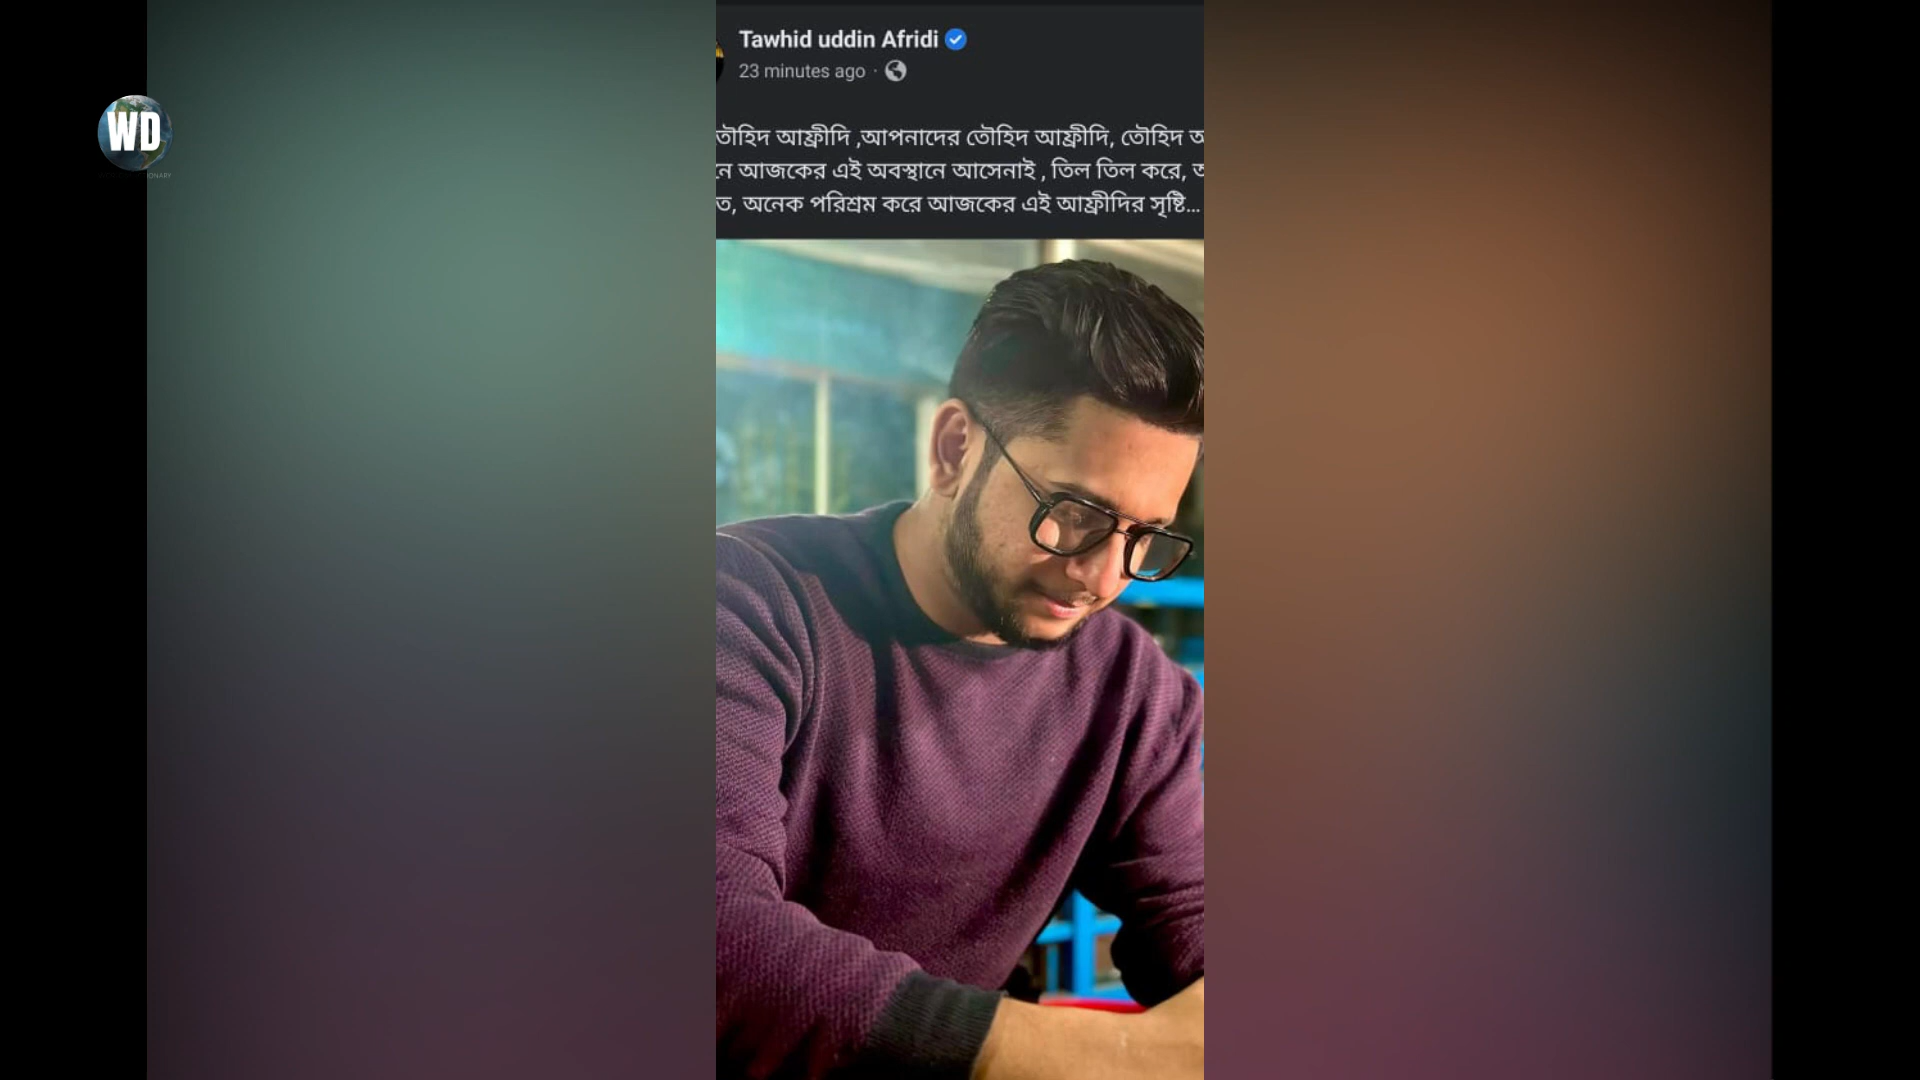 Tawhid uddin Afridi
23 minutes ago ·
WD
তৌহিদ আফ্রীদি ,আপনাদের তৌহিদ আফ্রীদি, তৌহিদ
আজকের এই অবস্থানে আসেনাই , তিল তিল করে,
অনেক পরিশ্রম করে আজকের এই আফ্রীদির সৃষ্টি...